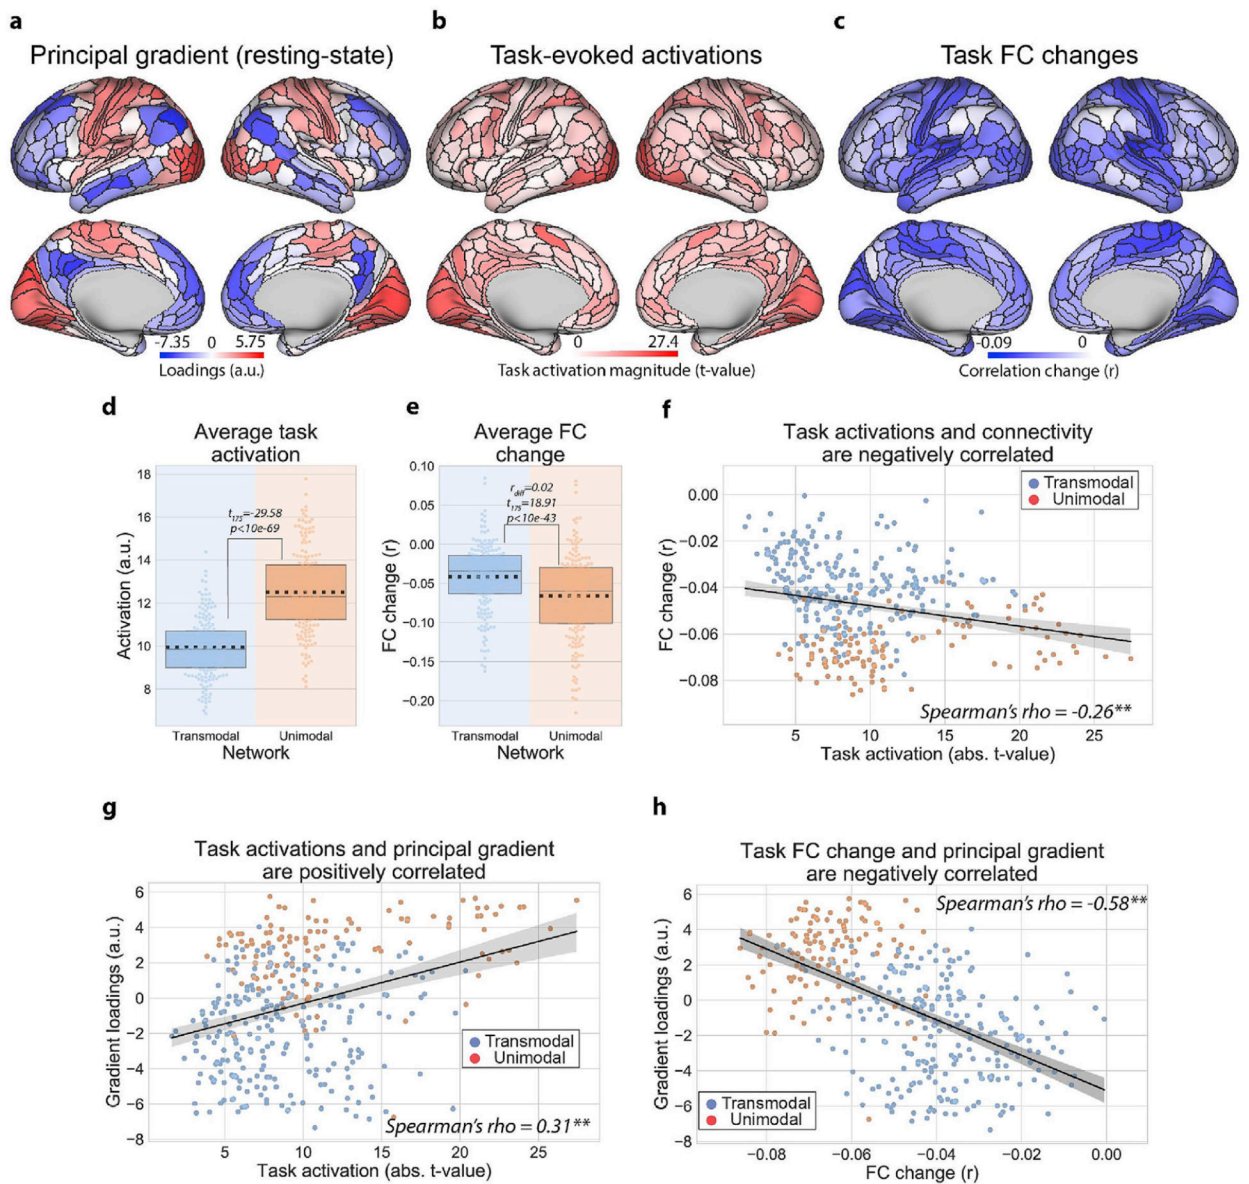 a
Principal gradient (resting-state)
-7.35 0 5.75
Loadings (a.u.)
b
Task-evoked activations
0 27.4
Task activation magnitude (t-value)
c
Task FC changes
-0.09 0
Correlation change (r)
d
Average task
activation
18
16
14
12
10
8
Activation (a.u.)
t175=-29.58
p<10e-69
Transmodal Unimodal
Network
e
Average FC
change
0.10
0.05
0.00
−0.05
−0.10
−0.15
−0.20
FC change (r)
rdiff=0.02
t175=18.91
p<10e-43
Transmodal Unimodal
Network
f
Task activations and connectivity
are negatively correlated
0.00
−0.02
−0.04
−0.06
−0.08
FC change (r)
Transmodal
Unimodal
Spearman's rho = -0.26**
5 10 15 20 25
Task activation (abs. t-value)
g
Task activations and principal gradient
are positively correlated
6
4
2
0
−2
−4
−6
−8
Gradient loadings (a.u.)
Transmodal
Unimodal
Spearman's rho = 0.31**
5 10 15 20 25
Task activation (abs. t-value)
h
Task FC change and principal gradient
are negatively correlated
Spearman's rho = -0.58**
6
4
2
0
−2
−4
−6
−8
Gradient loadings (a.u.)
Transmodal
Unimodal
−0.08 −0.06 −0.04 −0.02 0.00
FC change (r)